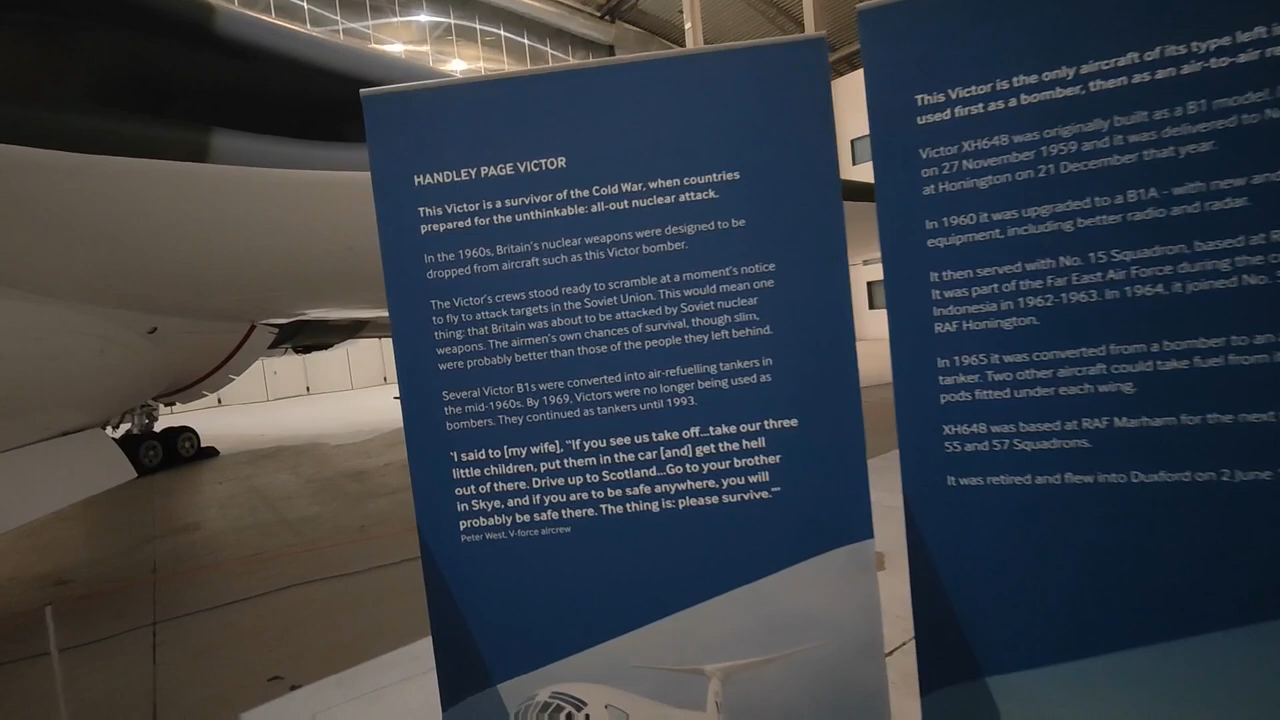 HANDLEY PAGE VICTOR
This Victor is a survivor of the Cold War, when countries
prepared for the unthinkable: all-out nuclear attack.
In the 1960s, Britain's nuclear weapons were designed to be
dropped from aircraft such as this Victor bomber.
The Victor's crews stood ready to scramble at a moment's notice
to fly to attack targets in the Soviet Union. This would mean one
thing: that Britain was about to be attacked by Soviet nuclear
weapons. The airmen's own chances of survival, though slim,
were probably better than those of the people they left behind.
Several Victor B1s were converted into air-refuelling tankers in
the mid-1960s. By 1969, Victors were no longer being used as
bombers. They continued as tankers until 1993.
'I said to [my wife], "If you see us take off...take our three
little children, put them in the car [and] get the hell
out of there. Drive up to Scotland...Go to your brother
in Skye, and if you are to be safe anywhere, you will
probably be safe there. The thing is: please survive."'
Peter West, V-force aircrew
This Victor is the only aircraft of its type left
used first as a bomber, then as an air-to-air
Victor XH648 was originally built as a B1 model.
on 27 November 1959 and it was delivered to
at Honington on 21 December that year.
In 1960 it was upgraded to a B1A - with new and
equipment, including better radio and radar.
It then served with No. 15 Squadron, based at
It was part of the Far East Air Force during the
Indonesia in 1962-1963. In 1964, it joined No.
RAF Honington.
In 1965 it was converted from a bomber to an
tanker. Two other aircraft could take fuel from
pods fitted under each wing.
XH648 was based at RAF Marham for the next
55 and 57 Squadrons.
It was retired and flew into Duxford on 2 June